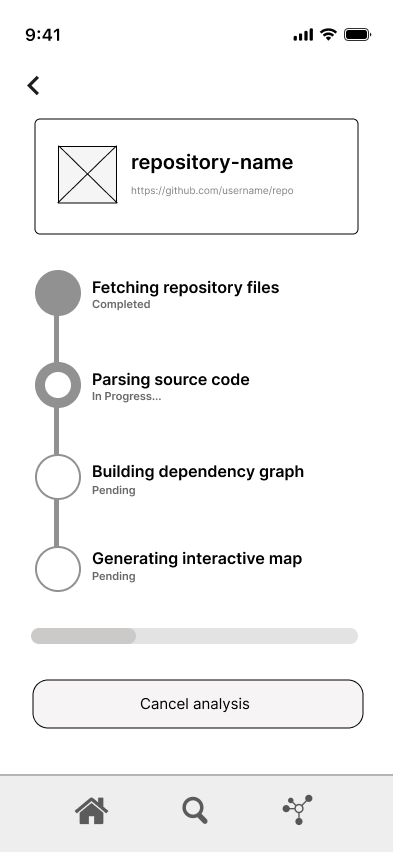 9:41
repository-name
https://github.com/username/repo
Fetching repository files
Completed
Parsing source code
In Progress...
Building dependency graph
Pending
Generating interactive map
Pending
Cancel analysis